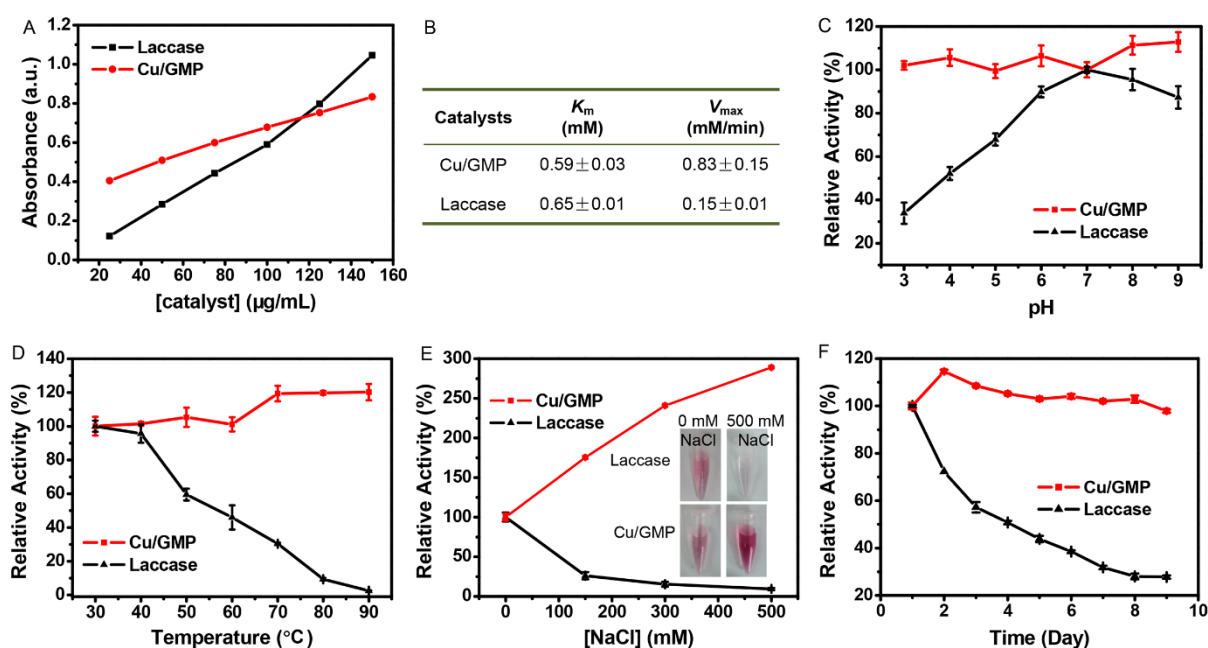 A
Absorbance (a.u.)
1.2
1.0
0.8
0.6
0.4
0.2
0.0
Laccase
Cu/GMP
20 40 60 80 100 120 140 160
[catalyst] (µg/mL)
B
Catalysts Km (mM) Vmax (mM/min)
Cu/GMP 0.59±0.03 0.83±0.15
Laccase 0.65±0.01 0.15±0.01
C
Relative Activity (%)
120
100
80
60
40
20
Cu/GMP
Laccase
3 4 5 6 7 8 9
pH
D
Relative Activity (%)
140
120
100
80
60
40
20
0
Cu/GMP
Laccase
30 40 50 60 70 80 90
Temperature (°C)
E
Relative Activity (%)
300
250
200
150
100
50
0
Cu/GMP
Laccase
0 mM 500 mM
NaCl NaCl
Laccase
Cu/GMP
0 100 200 300 400 500
[NaCl] (mM)
F
Relative Activity (%)
120
100
80
60
40
20
Cu/GMP
Laccase
0 2 4 6 8 10
Time (Day)